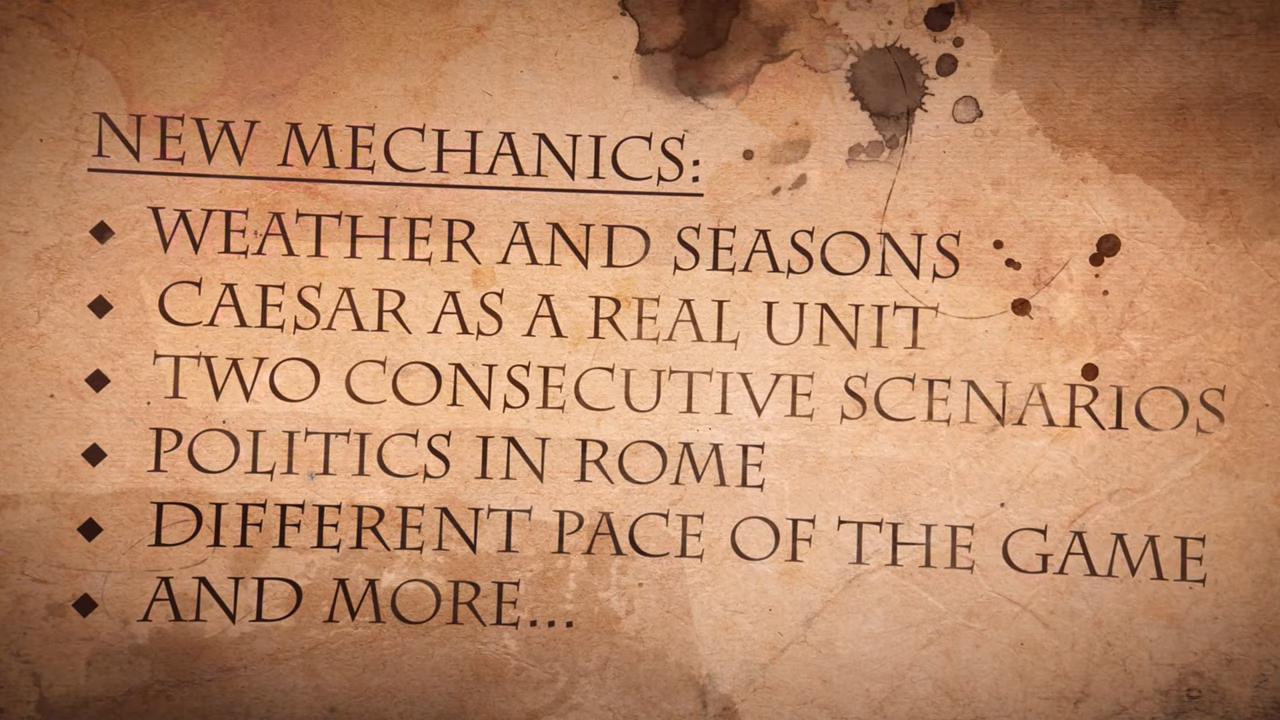 NEW MECHANICS:
◆ WEATHER AND SEASONS
◆ CAESAR AS A REAL UNIT
◆ TWO CONSECUTIVE SCENARIOS
◆ POLITICS IN ROME
◆ DIFFERENT PACE OF THE GAME
◆ AND MORE...